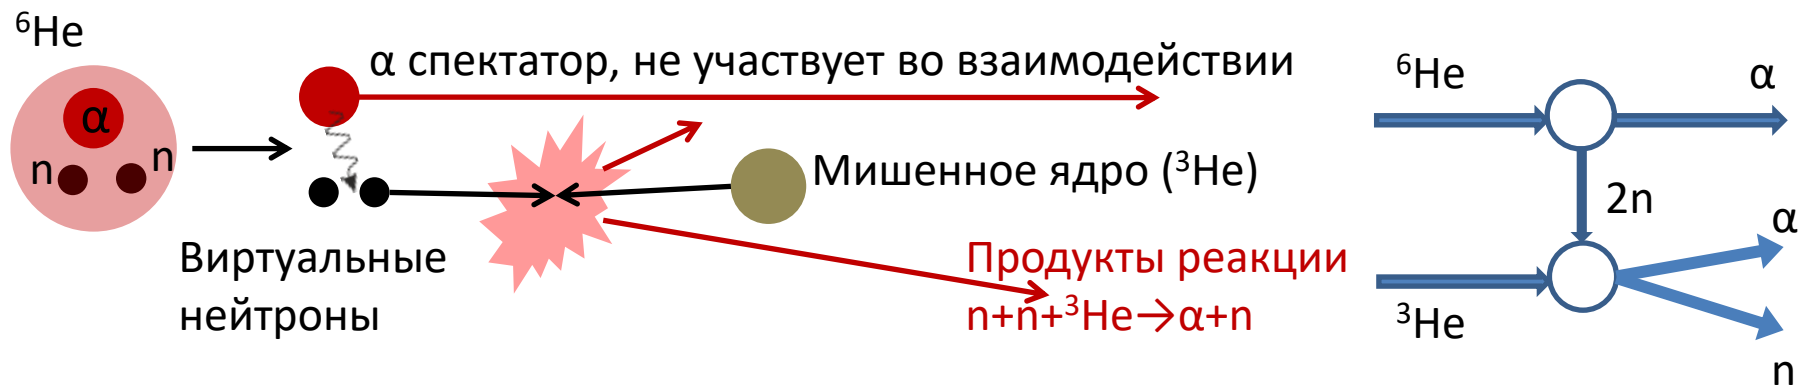 ⁶He
α
n
n
α спектатор, не участвует во взаимодействии
Мишенное ядро (³He)
Виртуальные
нейтроны
Продукты реакции
n+n+³He→α+n
⁶He
α
2n
α
³He
n